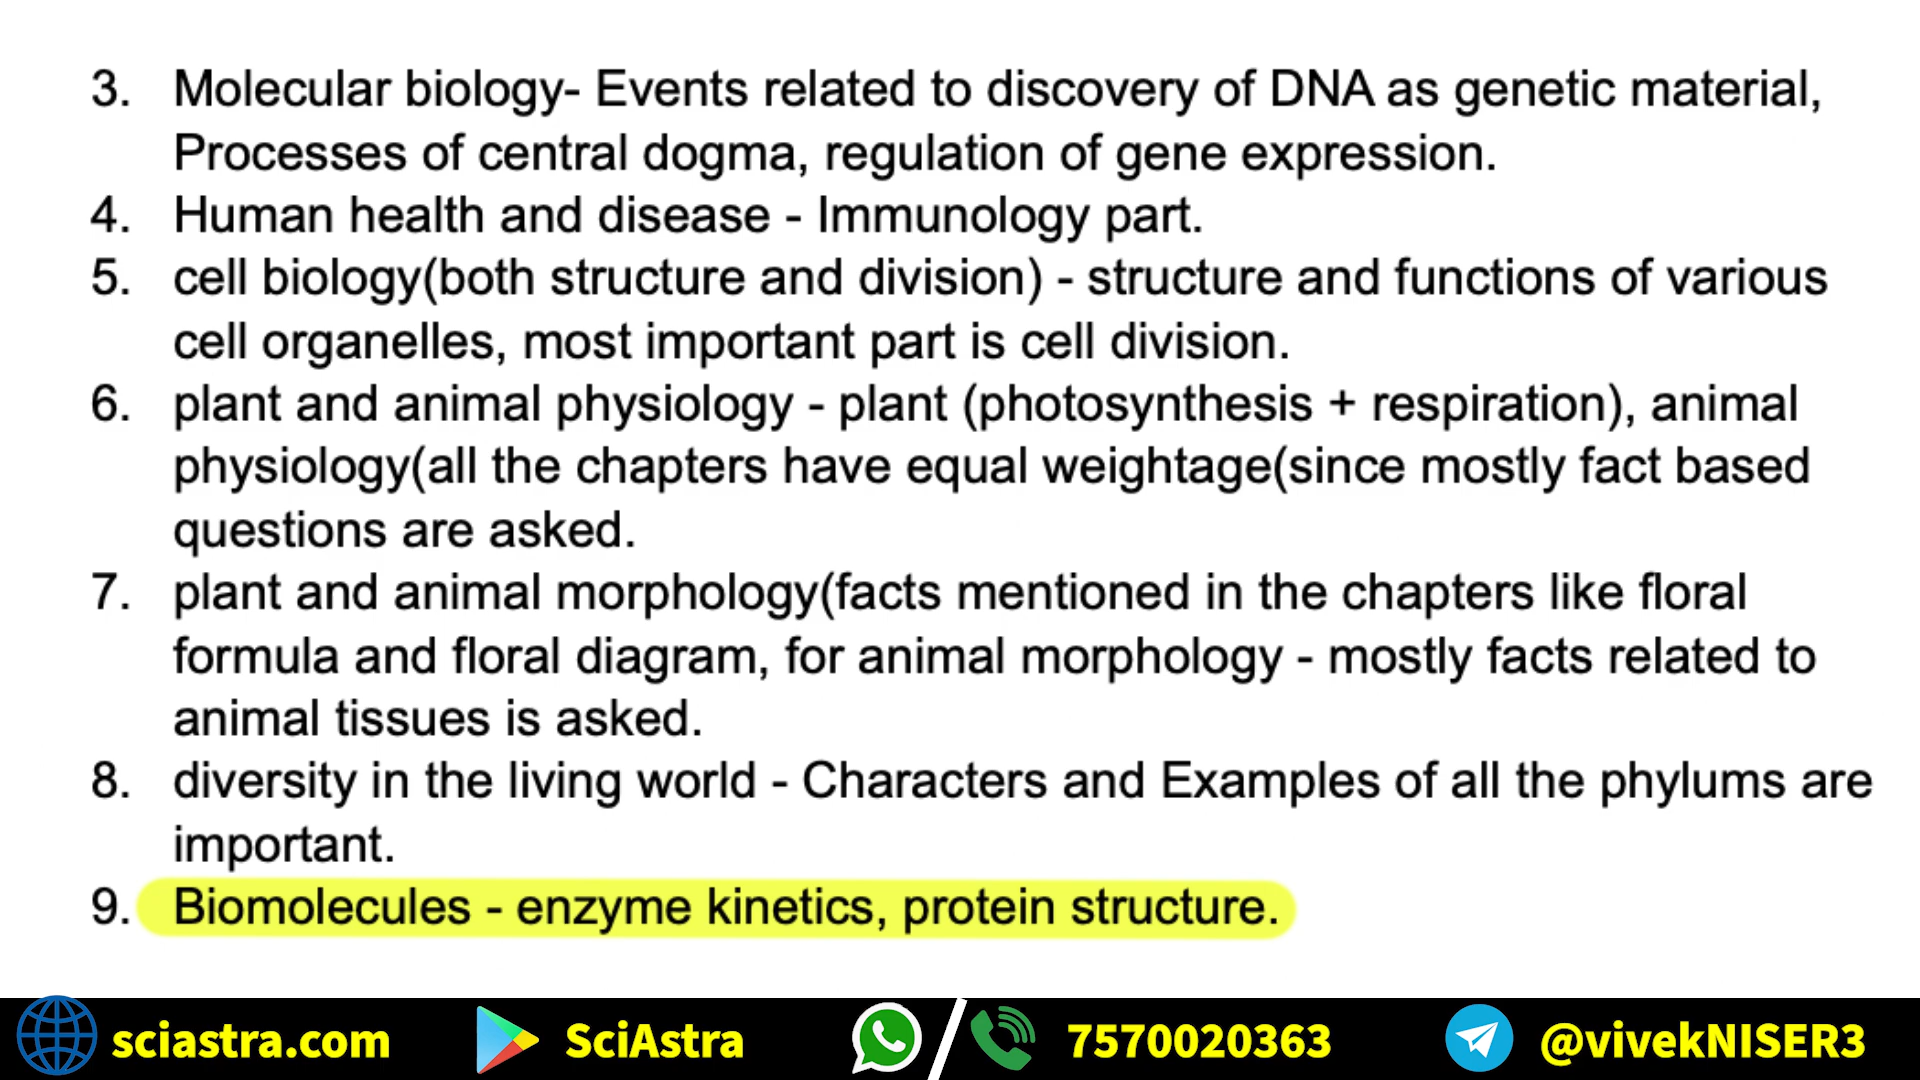 3. Molecular biology- Events related to discovery of DNA as genetic material,
Processes of central dogma, regulation of gene expression.
4. Human health and disease - Immunology part.
5. cell biology(both structure and division) - structure and functions of various
cell organelles, most important part is cell division.
6. plant and animal physiology - plant (photosynthesis + respiration), animal
physiology(all the chapters have equal weightage(since mostly fact based
questions are asked.
7. plant and animal morphology(facts mentioned in the chapters like floral
formula and floral diagram, for animal morphology - mostly facts related to
animal tissues is asked.
8. diversity in the living world - Characters and Examples of all the phylums are
important.
9. Biomolecules - enzyme kinetics, protein structure.
sciastra.com SciAstra / 7570020363 @vivekNISER3